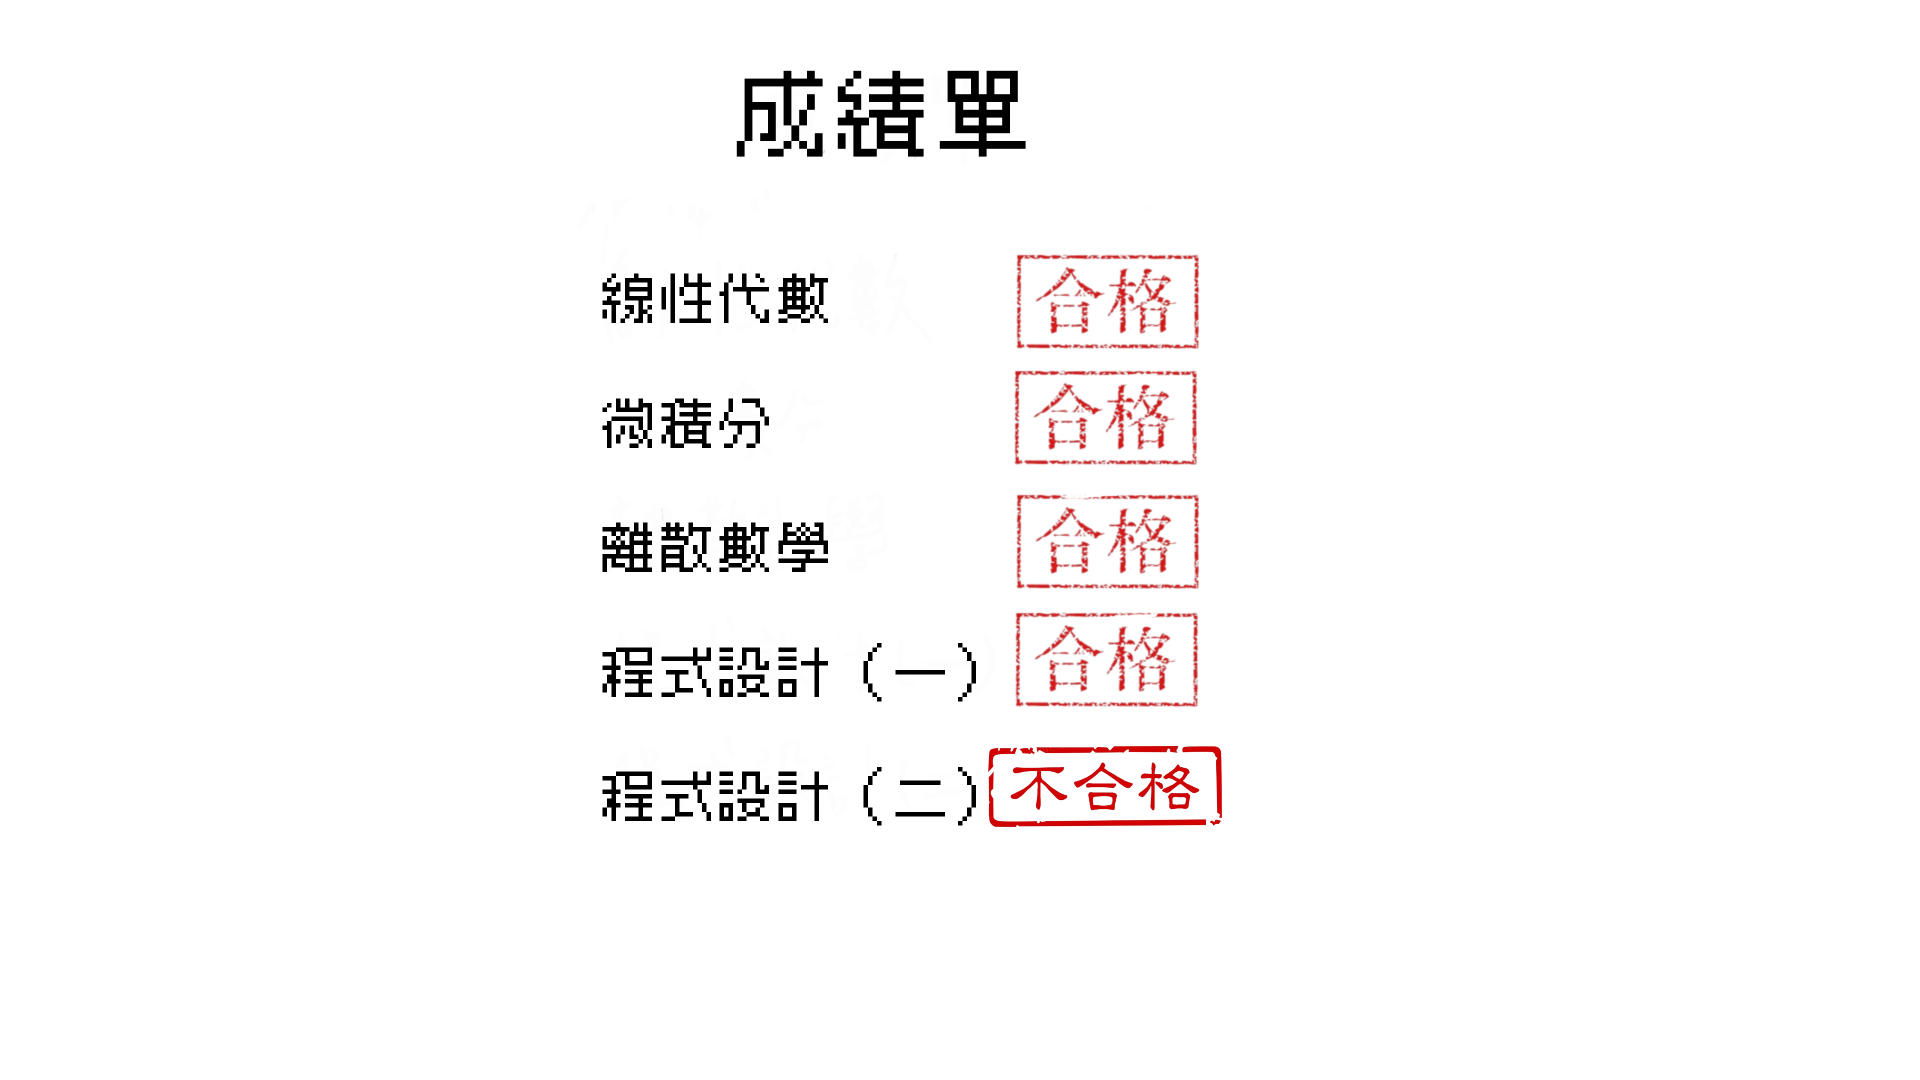 成績單
線性代數 合格
微積分 合格
離散數學 合格
程式設計（一） 合格
程式設計（二） 不合格